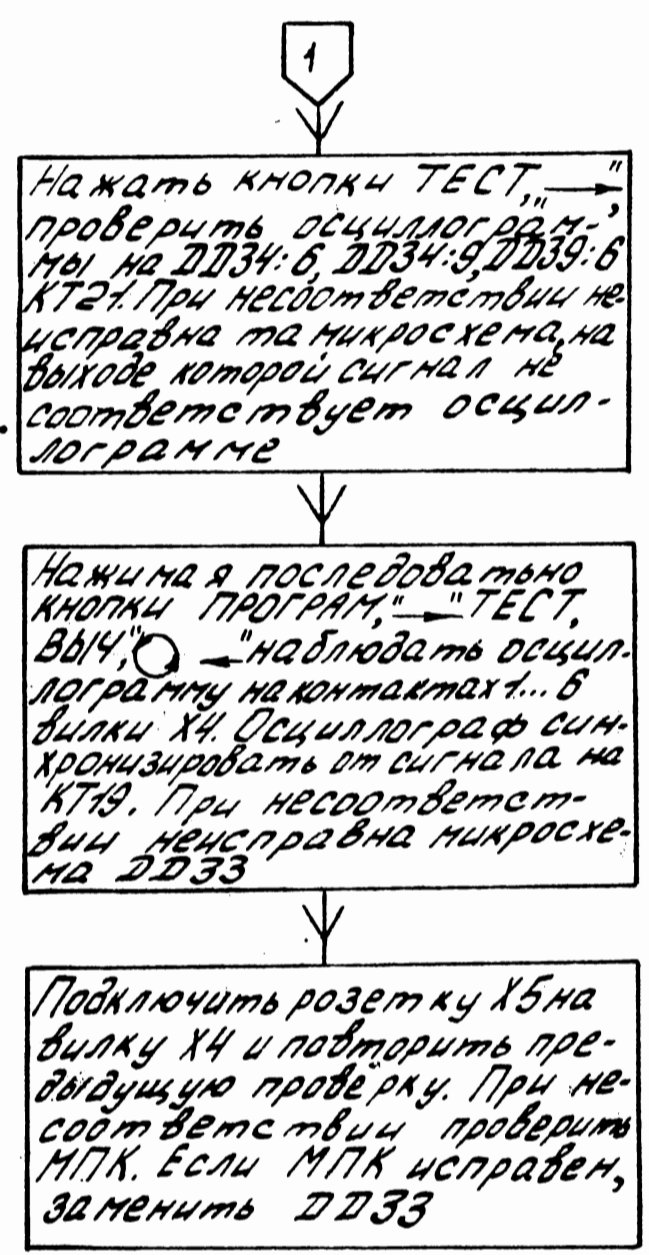 1
Нажать кнопки ТЕСТ, "→",
проверить осциллограм-
мы на DD34:6, DD34:9, DD39:6
КТ21. При несоответствии не-
исправна та микросхема, на
выходе которой сигнал не
соответствует осцил-
лограмме
Нажимая последовательно
кнопки ПРОГРАМ, "→" ТЕСТ,
ВЫЧ, "○ ←" наблюдать осцил-
лограмму на контактах 1...6
вилки Х4. Осциллограф син-
хронизировать от сигнала на
КТ19. При несоответст-
вии неисправна микросхе-
ма DD33
Подключить розетку Х5 на
вилку Х4 и повторить пре-
дыдущую проверку. При не-
соответствии проверить
МПК. Если МПК исправен,
заменить DD33